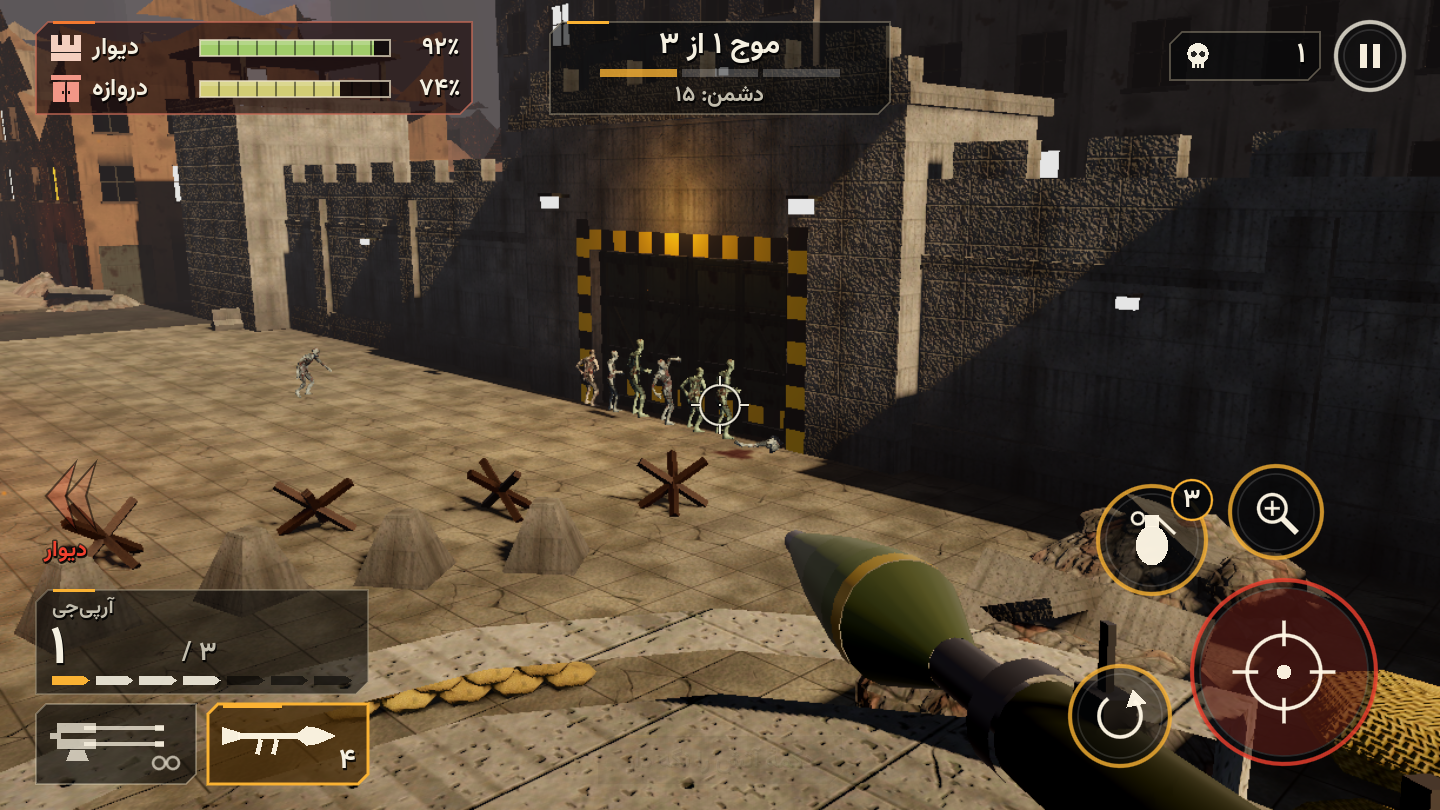 دیوار ۹۲٪
دروازه ۷۴٪
موج ۱ از ۳
دشمن: ۱۵
۱
۳
دیوار
آرپی‌جی
۱ / ۳
∞
۴